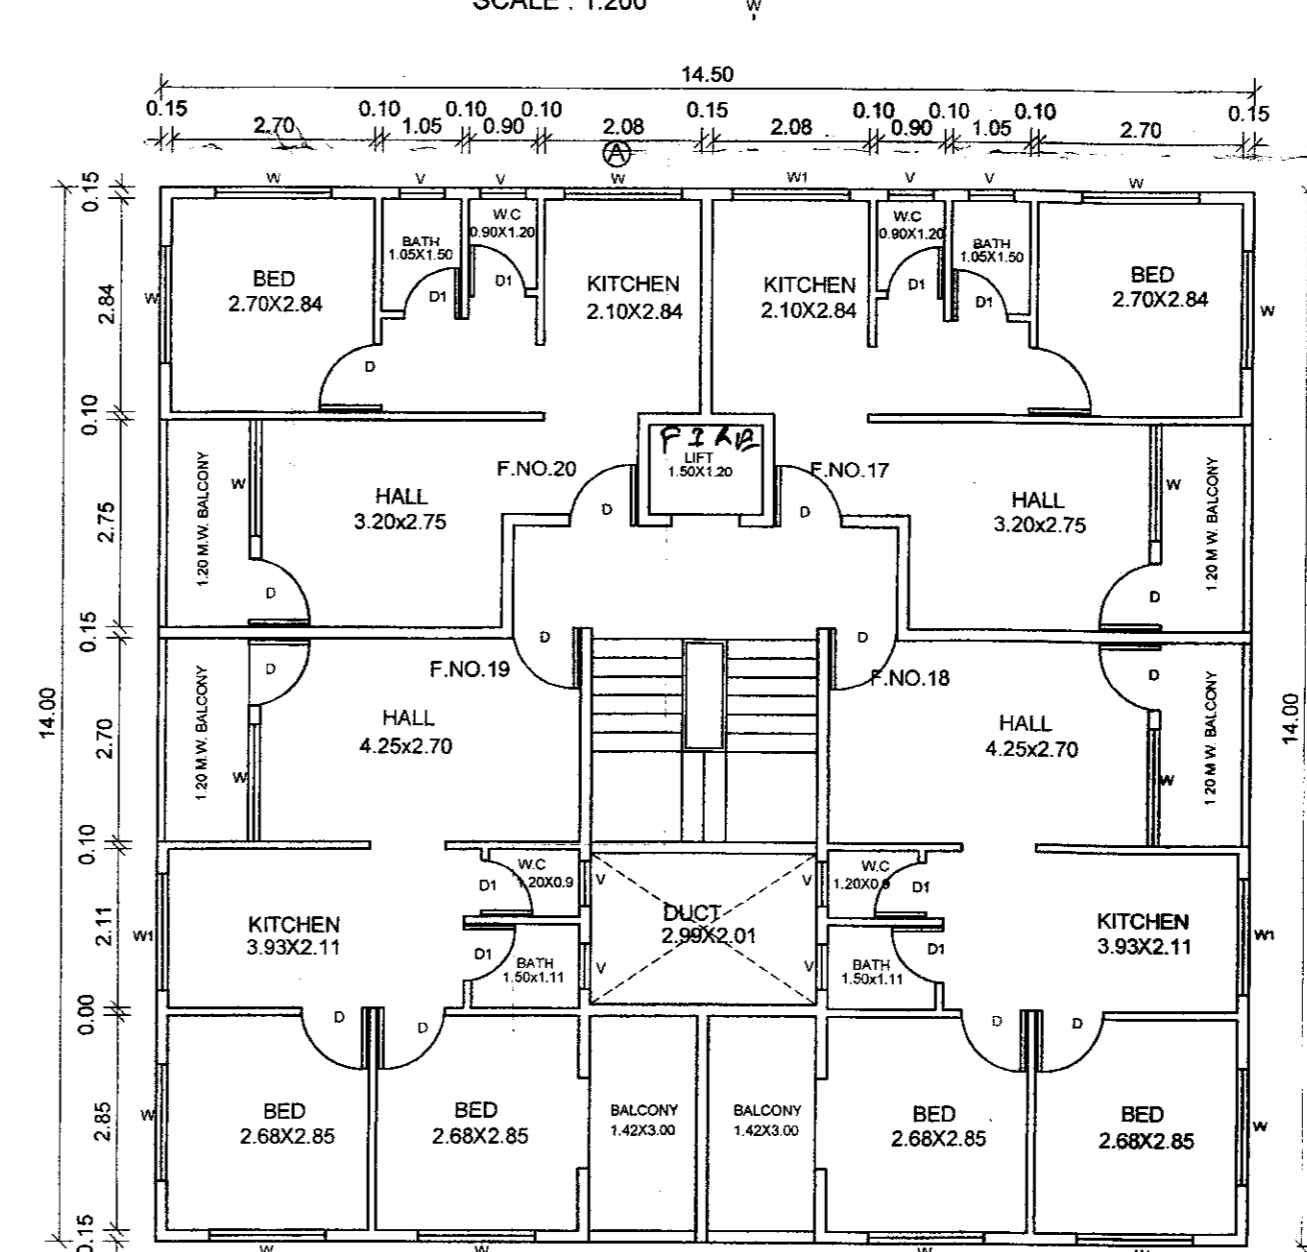 SCALE : 1:200
W
14.50
0.15 0.10 0.10 0.10 0.15 0.10 0.10 0.10 0.15
2.70 1.05 0.90 2.08 2.08 0.90 1.05 2.70
A
W V V W W1 V V W
0.15
BED
2.70X2.84
BATH
1.05X1.50
W.C
0.90X1.20
KITCHEN
2.10X2.84
KITCHEN
2.10X2.84
W.C
0.90X1.20
BATH
1.05X1.50
BED
2.70X2.84
D1 D1 D1 D1
W
W
2.84
D
0.10
1.20 M.W. BALCONY
W
HALL
3.20x2.75
F.NO.20
D
LIFT
1.50X1.20
F.NO.17
D
HALL
3.20x2.75
W
1.20 M W. BALCONY
2.75
D
D
0.15
D
D
D
D
F.NO.19
F.NO.18
14.00
14.00
1.20 M.W. BALCONY
W
HALL
4.25x2.70
HALL
4.25x2.70
W
1.20 M W. BALCONY
2.70
0.10
W.C
1.20X0.9
D1
V
V
W.C
1.20X0.9
D1
W1
KITCHEN
3.93X2.11
DUCT
2.99X2.01
KITCHEN
3.93X2.11
W1
2.11
D1
BATH
1.50x1.11
V
V
BATH
1.50x1.11
D1
0.00
D D D D
W
BED
2.68X2.85
BED
2.68X2.85
BALCONY
1.42X3.00
BALCONY
1.42X3.00
BED
2.68X2.85
BED
2.68X2.85
W
2.85
0.15
W W W W